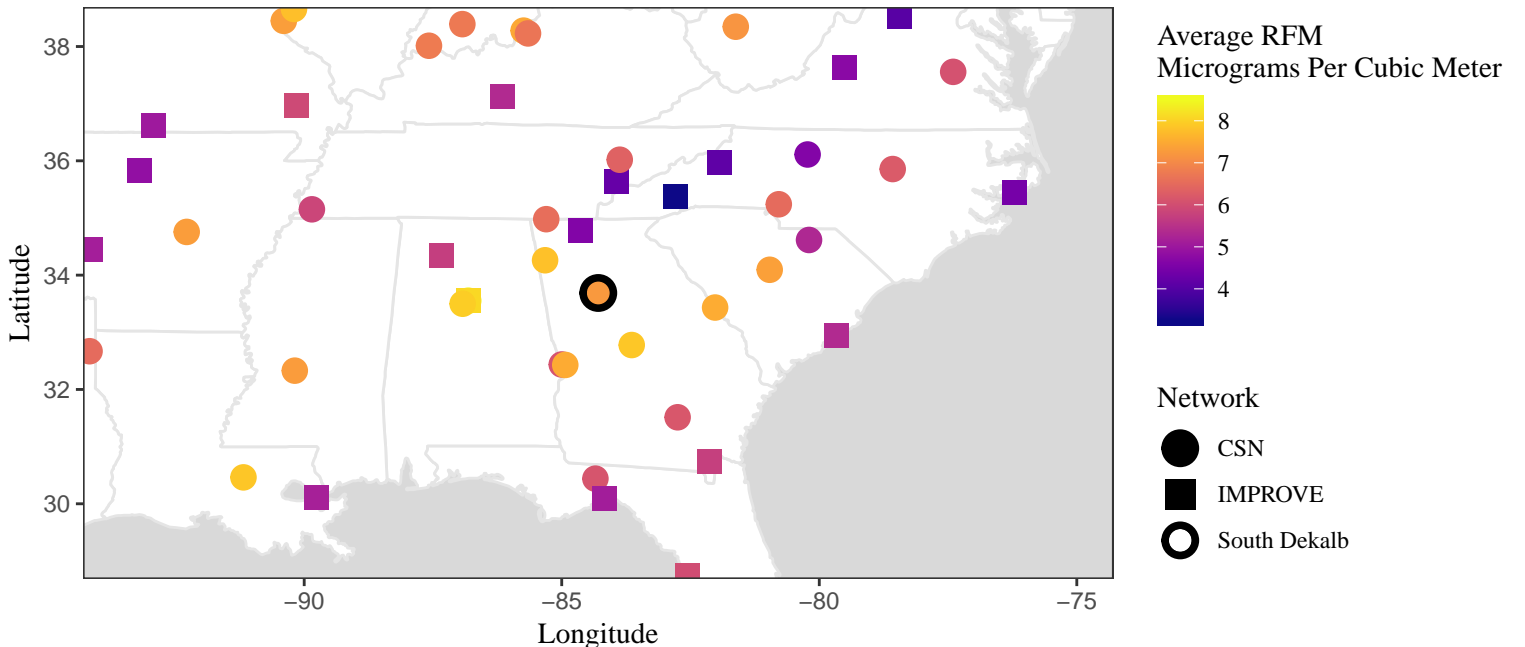 38
36
34
32
30
Latitude
−90
−85
−80
−75
Longitude
Average RFM
Micrograms Per Cubic Meter
8
7
6
5
4
Network
CSN
IMPROVE
South Dekalb